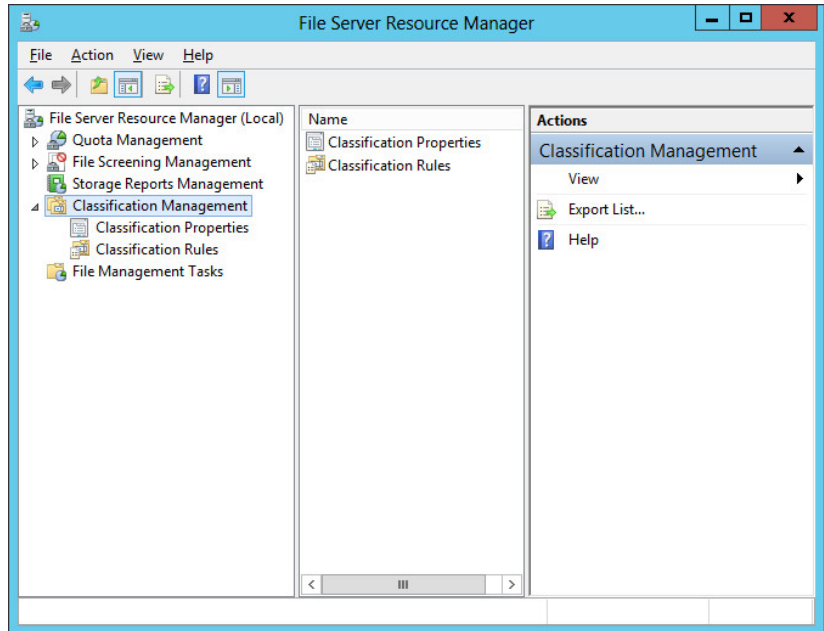 File Server Resource Manager
File Action View Help
File Server Resource Manager (Local)
Quota Management
File Screening Management
Storage Reports Management
Classification Management
Classification Properties
Classification Rules
File Management Tasks
Name
Classification Properties
Classification Rules
Actions
Classification Management
View
Export List...
Help